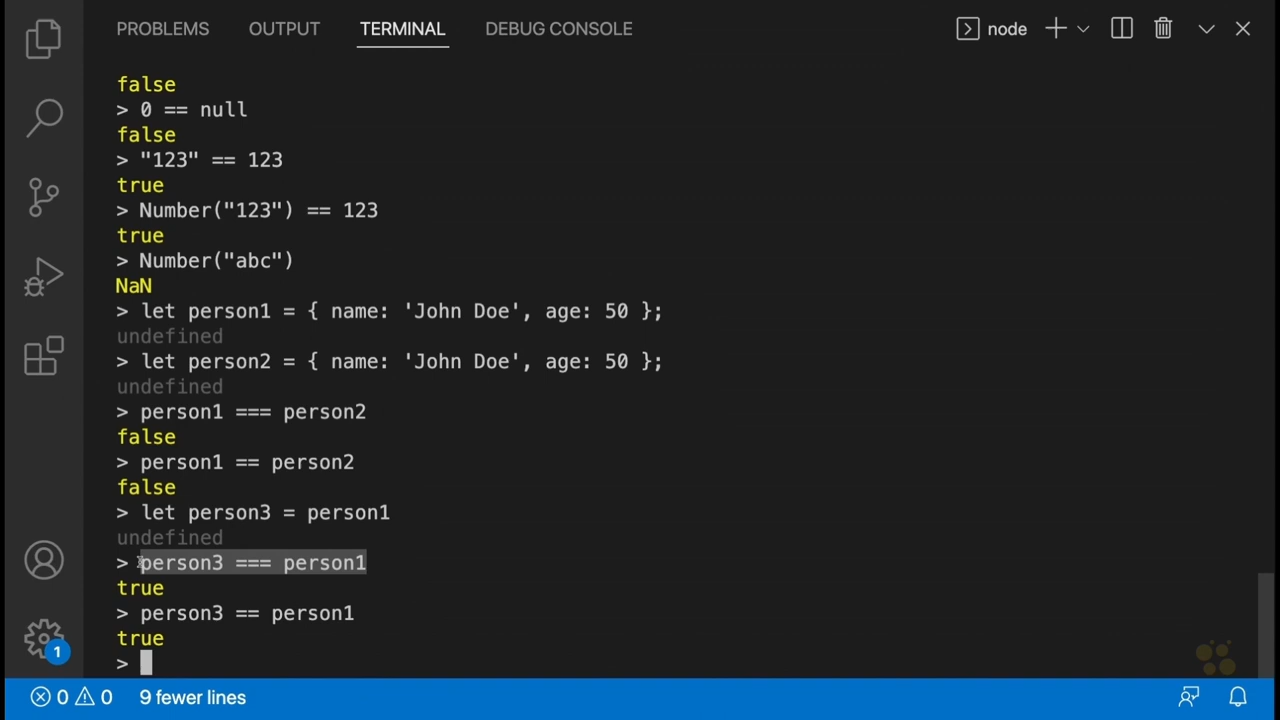 PROBLEMS OUTPUT TERMINAL DEBUG CONSOLE node
false
> 0 == null
false
> "123" == 123
true
> Number("123") == 123
true
> Number("abc")
NaN
> let person1 = { name: 'John Doe', age: 50 };
undefined
> let person2 = { name: 'John Doe', age: 50 };
undefined
> person1 === person2
false
> person1 == person2
false
> let person3 = person1
undefined
> person3 === person1
true
> person3 == person1
true
>
1
0 0 9 fewer lines